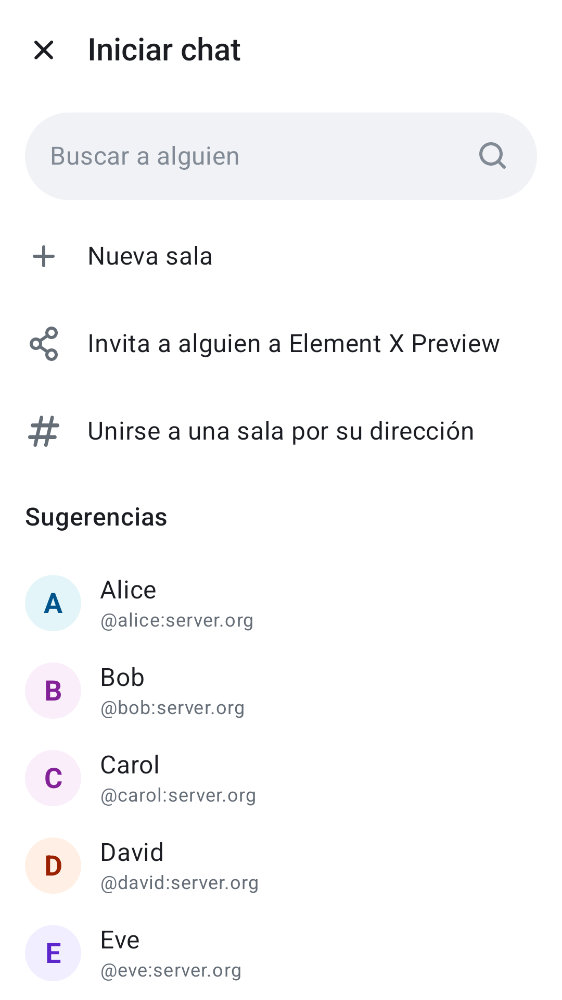 Iniciar chat
Buscar a alguien
Nueva sala
Invita a alguien a Element X Preview
Unirse a una sala por su dirección
Sugerencias
A
Alice
@alice:server.org
B
Bob
@bob:server.org
C
Carol
@carol:server.org
D
David
@david:server.org
E
Eve
@eve:server.org